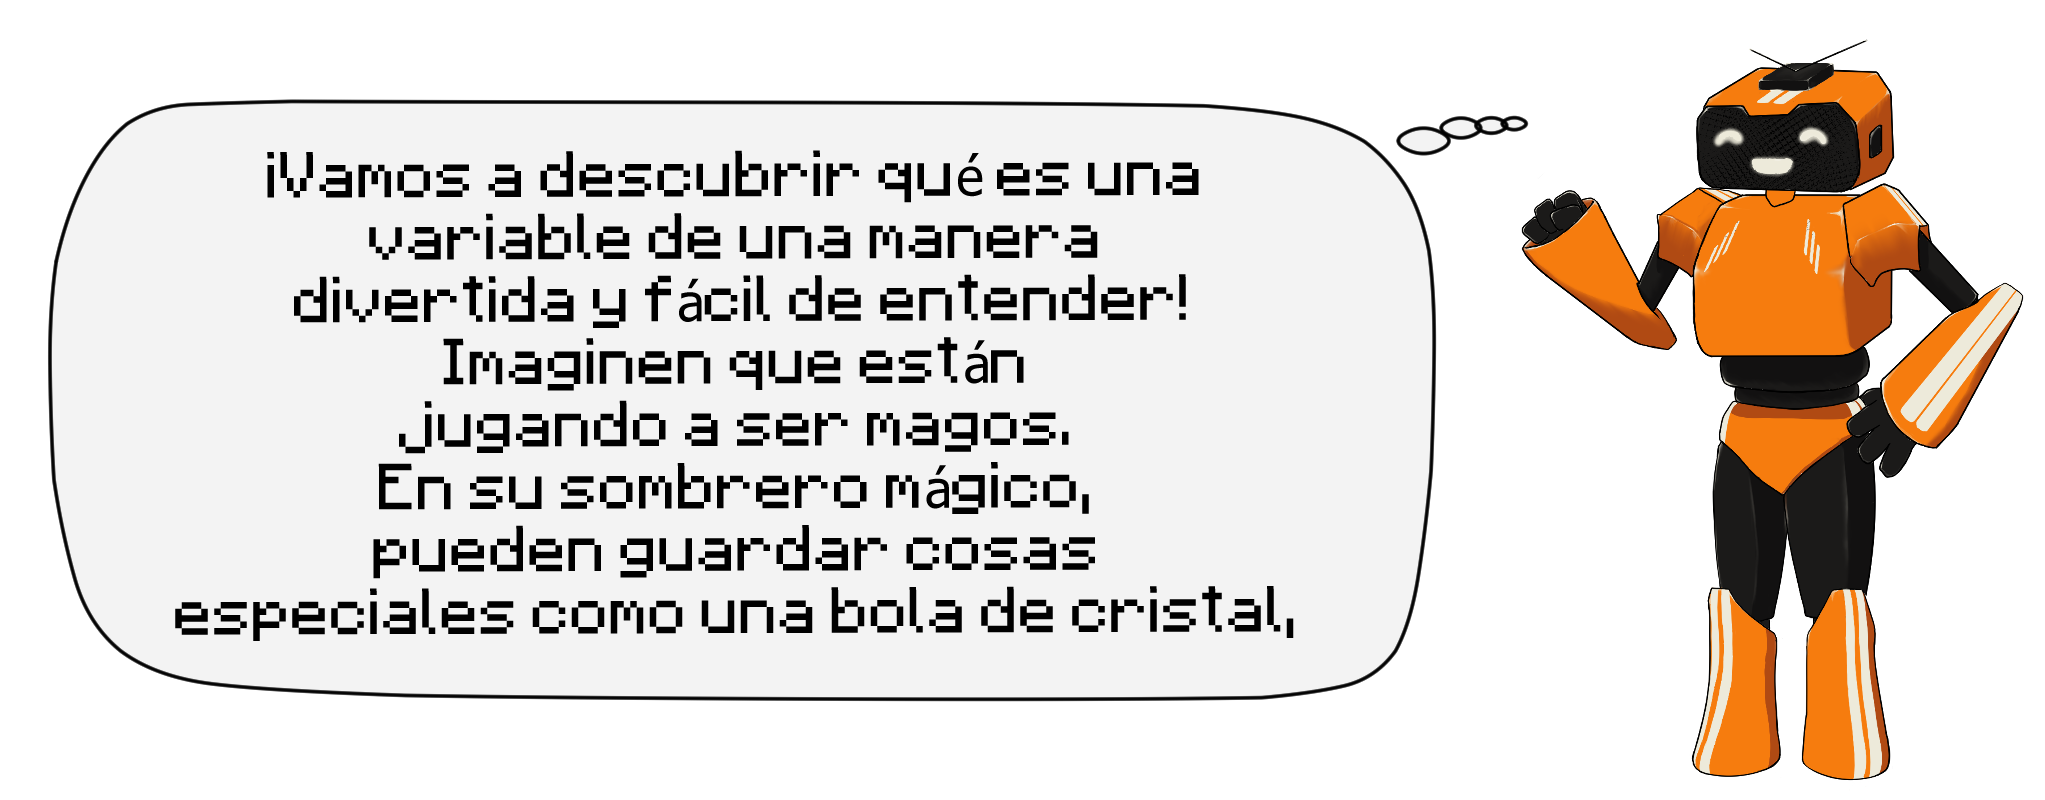 ¡Vamos a descubrir qué es una
variable de una manera
divertida y fácil de entender!
Imaginen que están
jugando a ser magos.
En su sombrero mágico,
pueden guardar cosas
especiales como una bola de cristal,